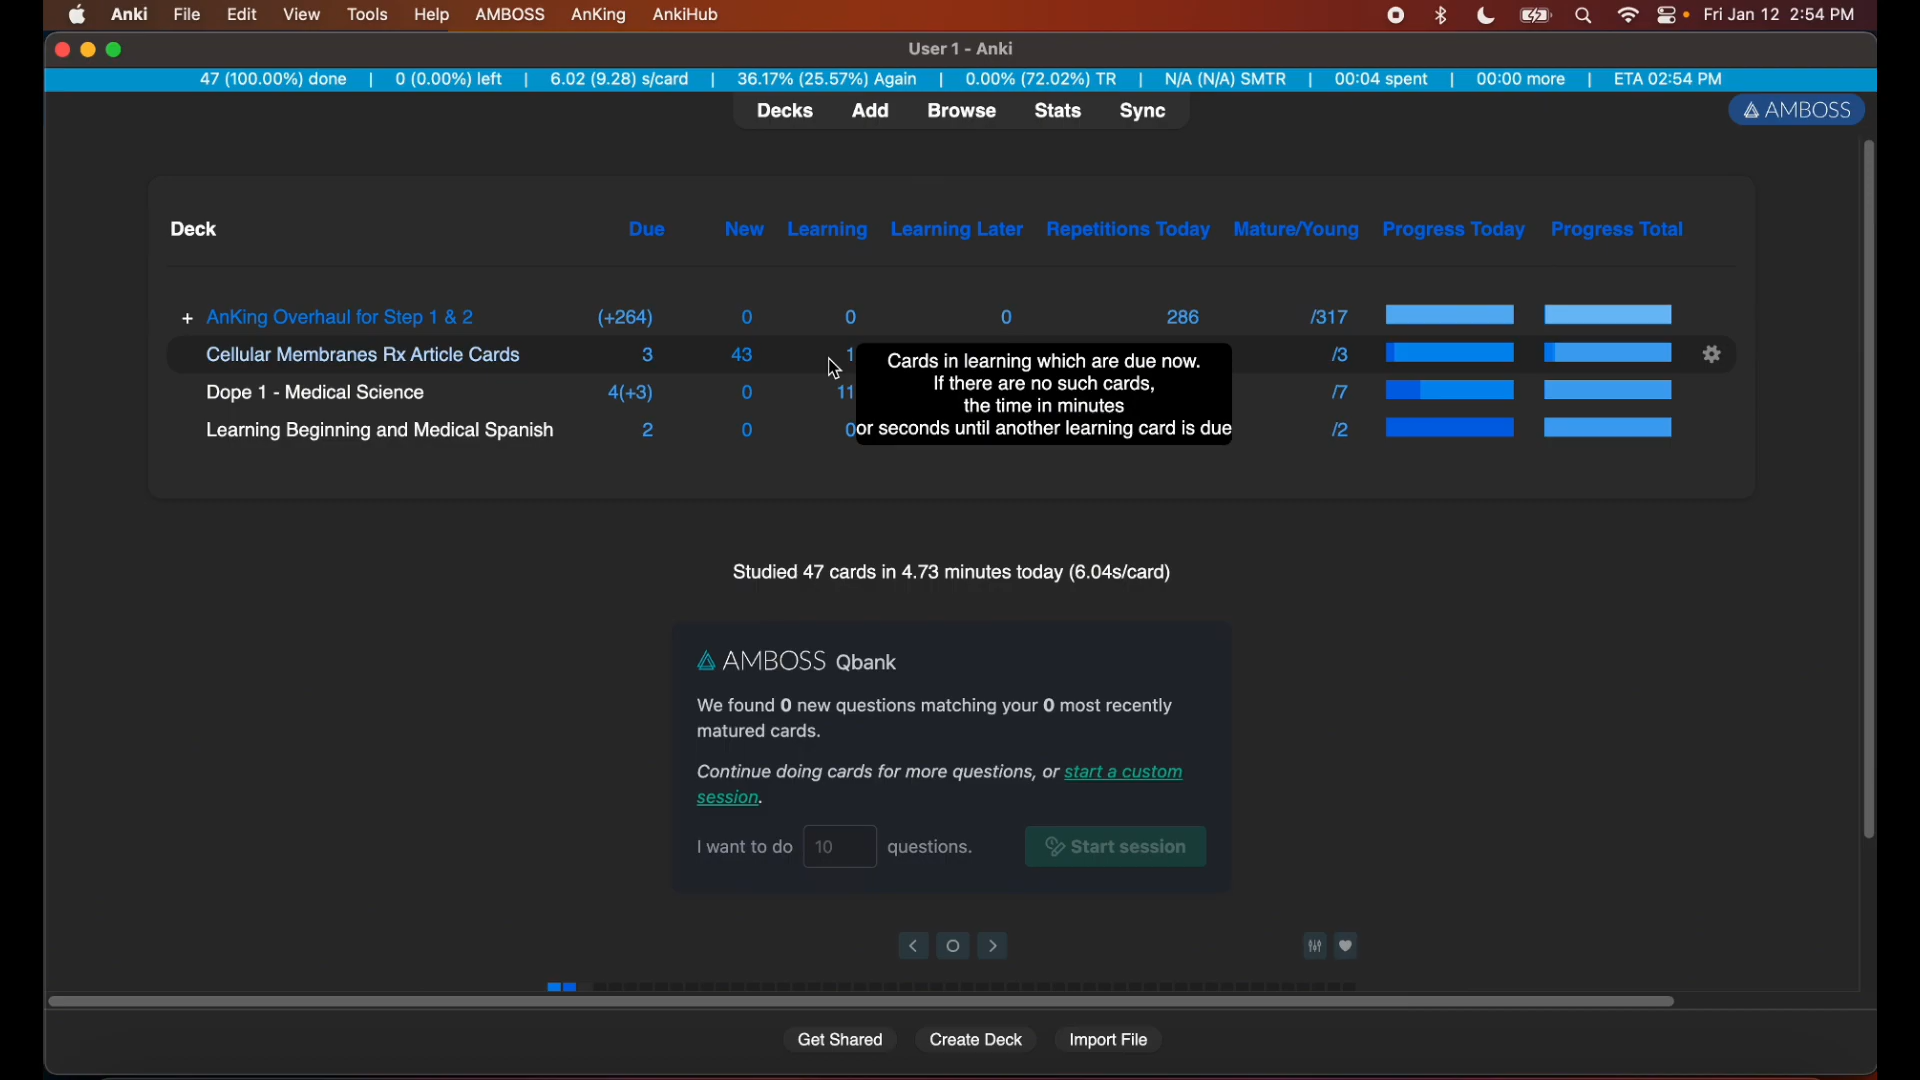 Anki File Edit View Tools Help AMBOSS AnKing AnkiHub Fri Jan 12 2:54 PM
User 1 - Anki
47 (100.00%) done | 0 (0.00%) left | 6.02 (9.28) s/card | 36.17% (25.57%) Again | 0.00% (72.02%) TR | N/A (N/A) SMTR | 00:04 spent | 00:00 more | ETA 02:54 PM
Decks Add Browse Stats Sync AMBOSS
Deck Due New Learning Learning Later Repetitions Today Mature/Young Progress Today Progress Total
+ AnKing Overhaul for Step 1 & 2 (+264) 0 0 0 286 /317
Cellular Membranes Rx Article Cards 3 43 1 /3
Dope 1 - Medical Science 4(+3) 0 11 /7
Learning Beginning and Medical Spanish 2 0 0 /2
Cards in learning which are due now.
If there are no such cards,
the time in minutes
or seconds until another learning card is due
Studied 47 cards in 4.73 minutes today (6.04s/card)
AMBOSS Qbank
We found 0 new questions matching your 0 most recently
matured cards.
Continue doing cards for more questions, or start a custom
session.
I want to do 10 questions. Start session
Get Shared Create Deck Import File